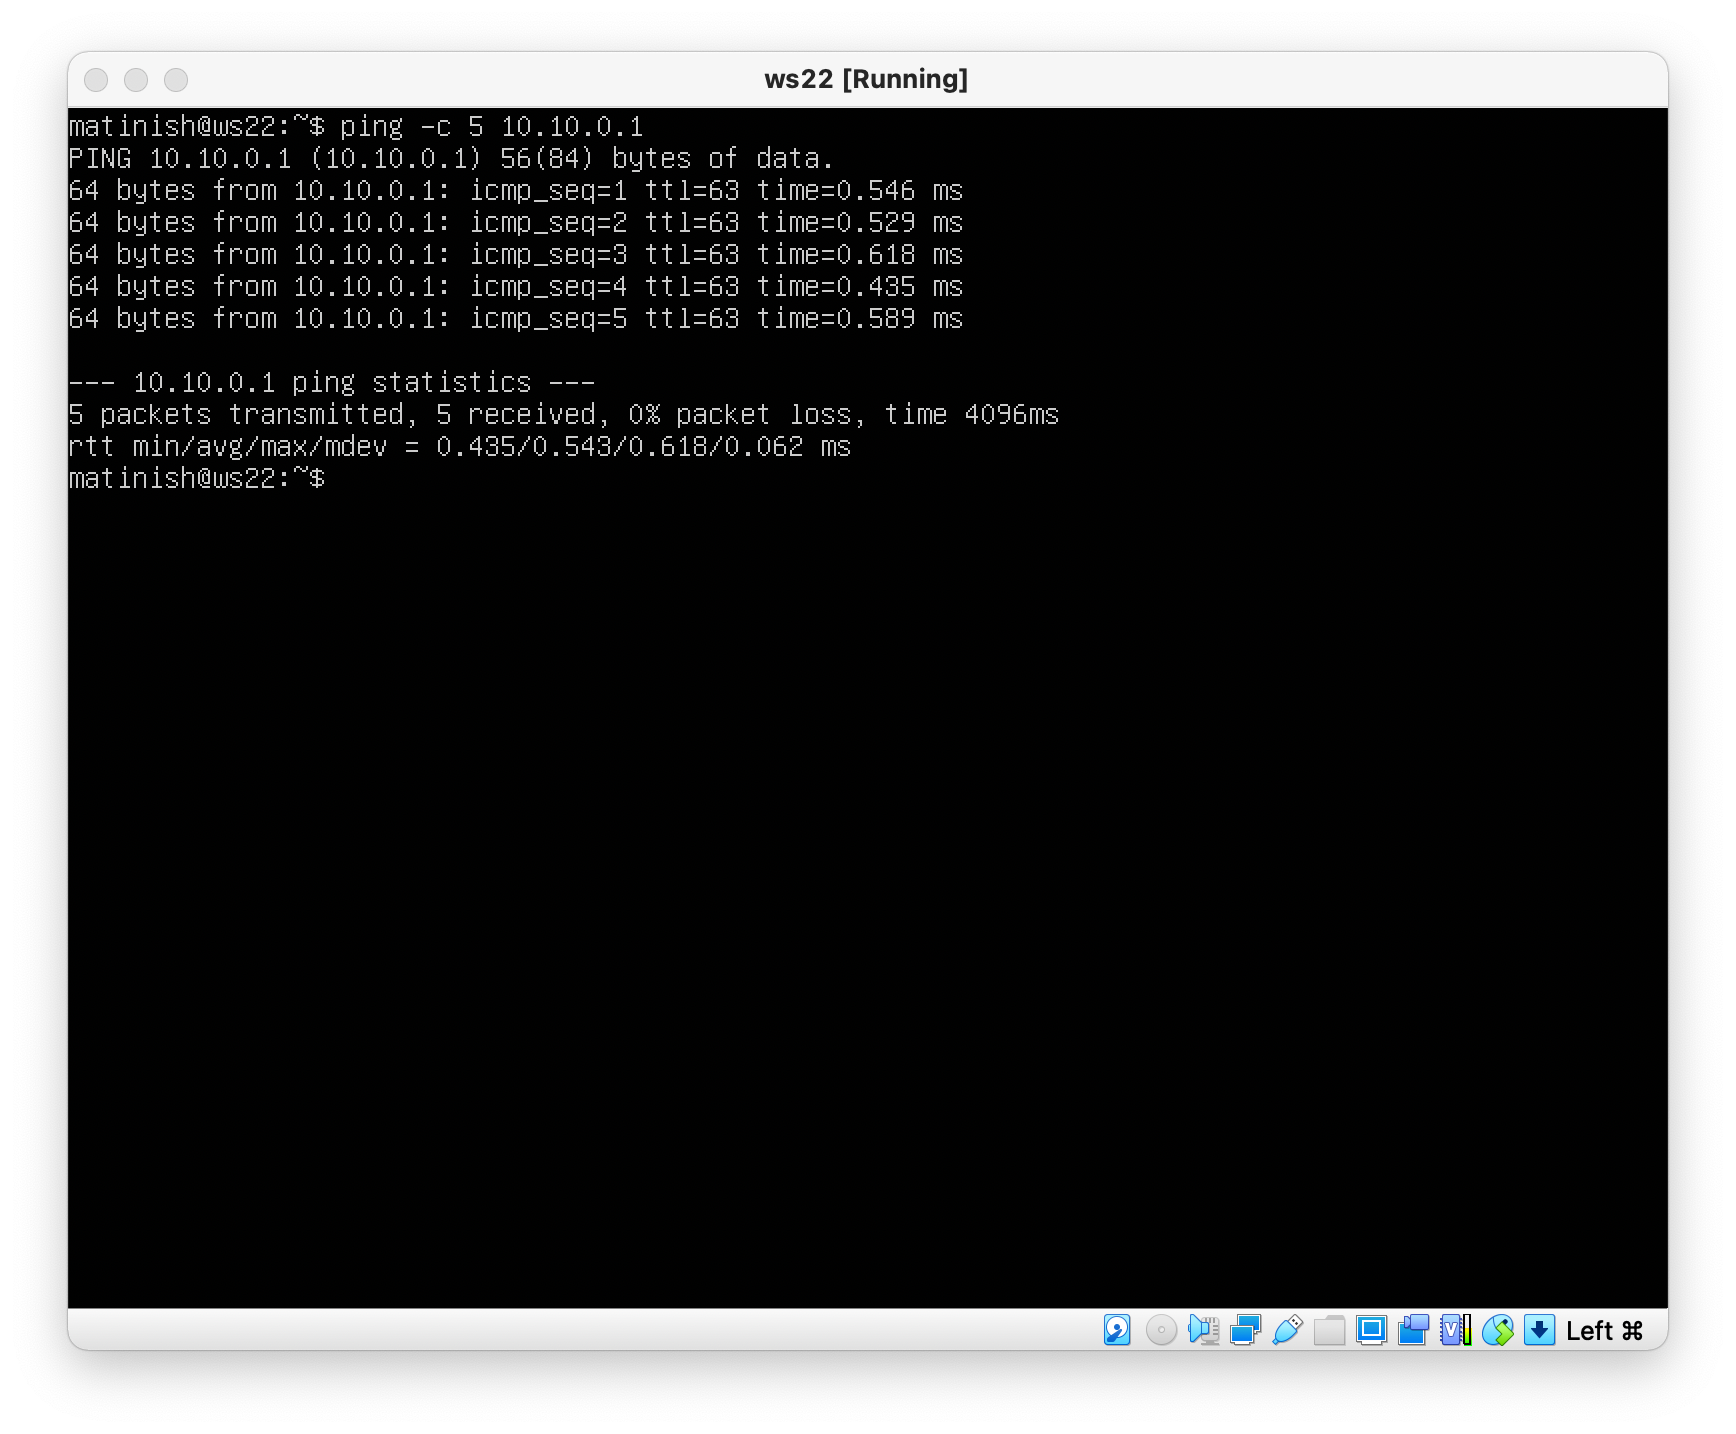 ws22 [Running]
matinish@ws22:~$ ping -c 5 10.10.0.1
PING 10.10.0.1 (10.10.0.1) 56(84) bytes of data.
64 bytes from 10.10.0.1: icmp_seq=1 ttl=63 time=0.546 ms
64 bytes from 10.10.0.1: icmp_seq=2 ttl=63 time=0.529 ms
64 bytes from 10.10.0.1: icmp_seq=3 ttl=63 time=0.618 ms
64 bytes from 10.10.0.1: icmp_seq=4 ttl=63 time=0.435 ms
64 bytes from 10.10.0.1: icmp_seq=5 ttl=63 time=0.589 ms
--- 10.10.0.1 ping statistics ---
5 packets transmitted, 5 received, 0% packet loss, time 4096ms
rtt min/avg/max/mdev = 0.435/0.543/0.618/0.062 ms
matinish@ws22:~$
Left ⌘